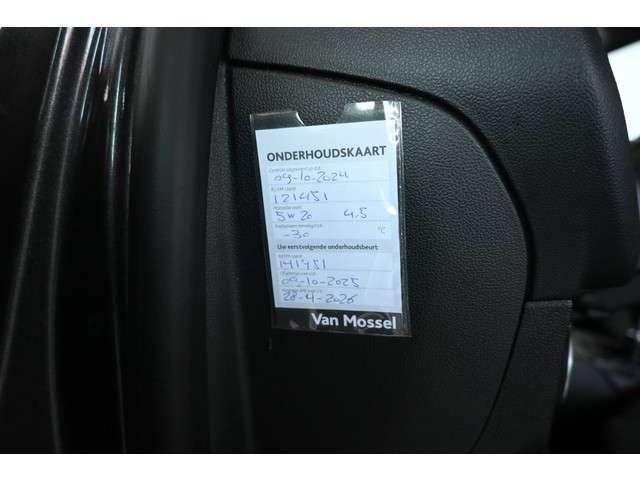 ONDERHOUDSKAART
09-10-2024
121451
5W20 4.5
-30 °C
Uw eerstvolgende onderhoudsbeurt
141451
09-10-2025
28-4-2026
Van Mossel